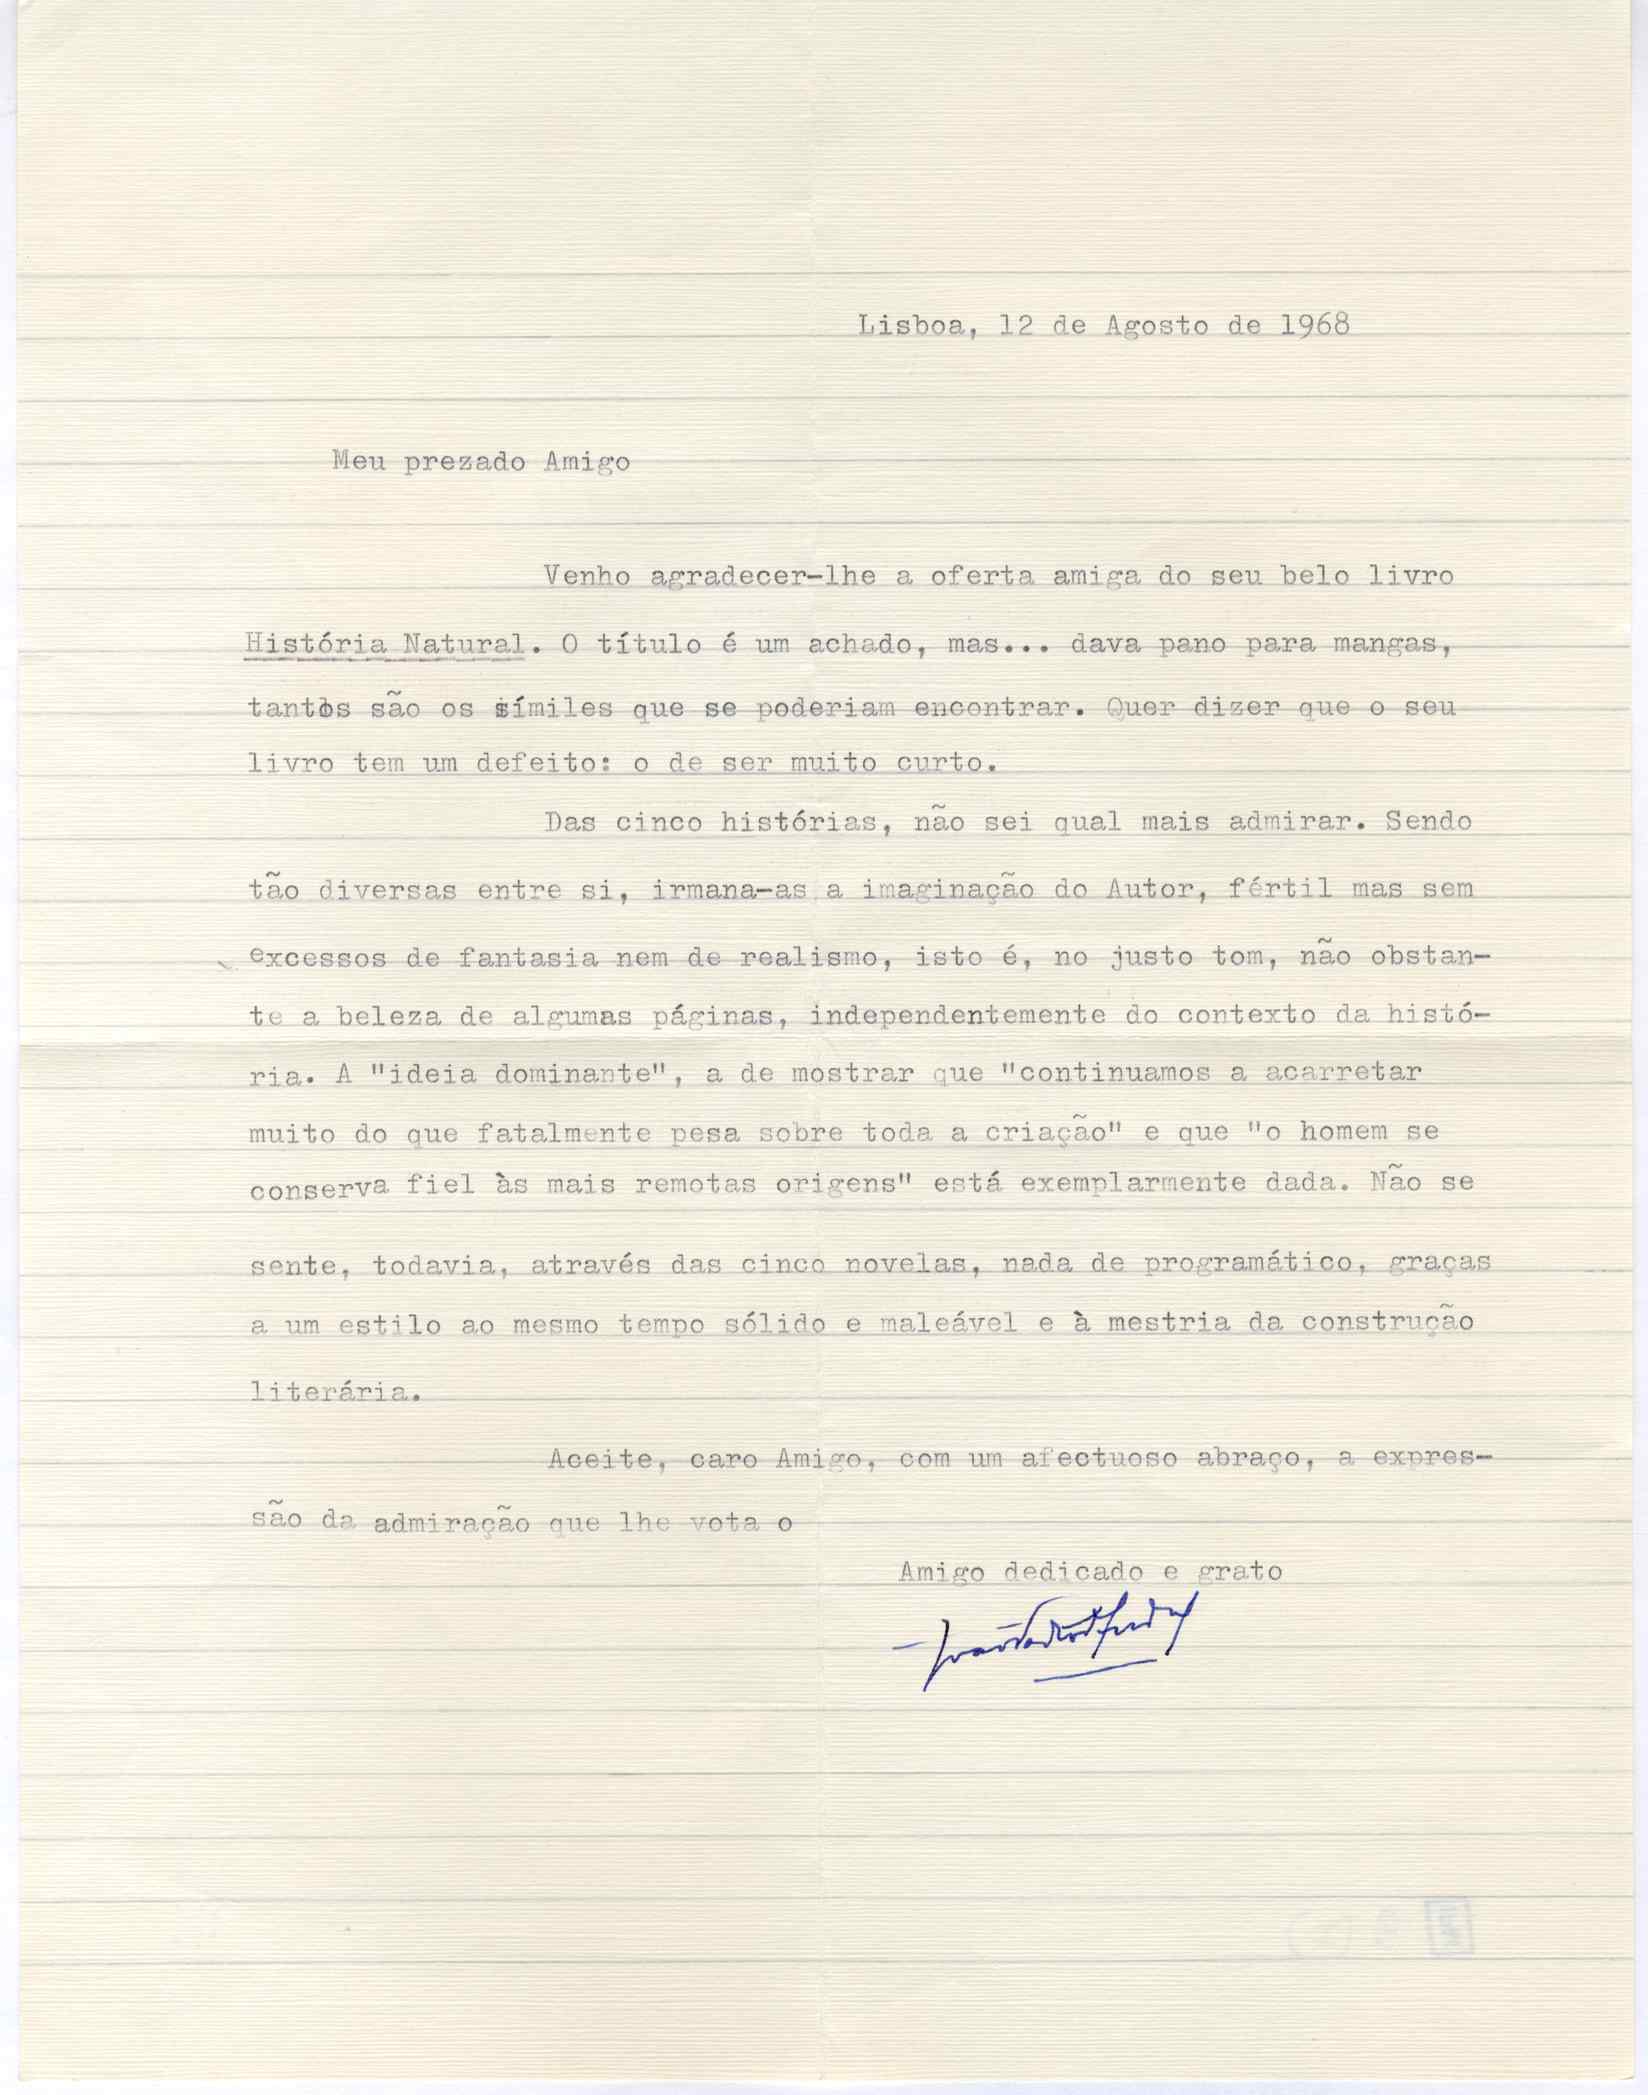 Lisboa, 12 de Agosto de 1968
Meu prezado Amigo
Venho agradecer-lhe a oferta amiga do seu belo livro
História Natural. O título é um achado, mas... dava pano para mangas,
tantos são os símiles que se poderiam encontrar. Quer dizer que o seu
livro tem um defeito: o de ser muito curto.
Das cinco histórias, não sei qual mais admirar. Sendo
tão diversas entre si, irmana-as a imaginação do Autor, fértil mas sem
excessos de fantasia nem de realismo, isto é, no justo tom, não obstan-
te a beleza de algumas páginas, independentemente do contexto da histó-
ria. A "ideia dominante", a de mostrar que "continuamos a acarretar
muito do que fatalmente pesa sobre toda a criação" e que "o homem se
conserva fiel às mais remotas origens" está exemplarmente dada. Não se
sente, todavia, através das cinco novelas, nada de programático, graças
a um estilo ao mesmo tempo sólido e maleável e à mestria da construção
literária.
Aceite, caro Amigo, com um afectuoso abraço, a expres-
são da admiração que lhe vota o
Amigo dedicado e grato